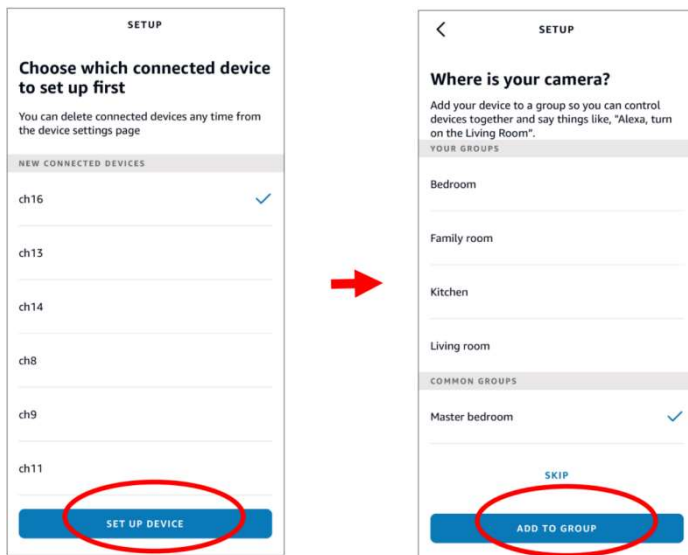 SETUP
Choose which connected device
to set up first
You can delete connected devices any time from
the device settings page
NEW CONNECTED DEVICES
ch16
ch13
ch14
ch8
ch9
ch11
SET UP DEVICE
SETUP
Where is your camera?
Add your device to a group so you can control
devices together and say things like, "Alexa, turn
on the Living Room".
YOUR GROUPS
Bedroom
Family room
Kitchen
Living room
COMMON GROUPS
Master bedroom
SKIP
ADD TO GROUP